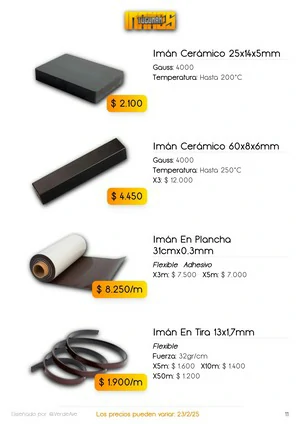 Imán Cerámico 25x14x5mm
Gauss: 4000
Temperatura: Hasta 200°C
$ 2.100
Imán Cerámico 60x8x6mm
Gauss: 4000
Temperatura: Hasta 250°C
X3: $ 12.000
$ 4.450
Imán En Plancha
31cmx0.3mm
Flexible Adhesivo
X3m: $ 7.500 X5m: $ 7.000
$ 8.250/m
Imán En Tira 13x1,7mm
Flexible
Fuerza: 32gr/cm
X5m: $ 1.600 X10m: $ 1.400
X50m: $ 1.200
$ 1.900/m
Los precios pueden variar. 23/2/25
11